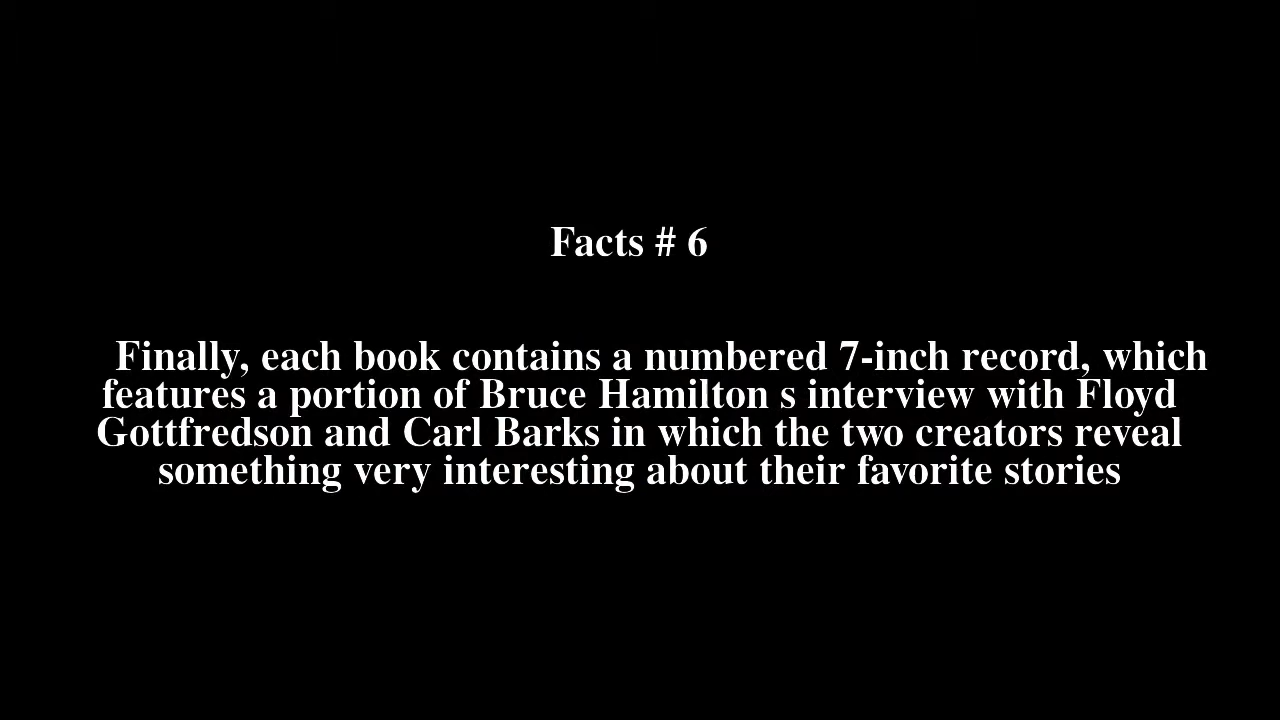 Facts # 6
Finally, each book contains a numbered 7-inch record, which
features a portion of Bruce Hamilton s interview with Floyd
Gottfredson and Carl Barks in which the two creators reveal
something very interesting about their favorite stories